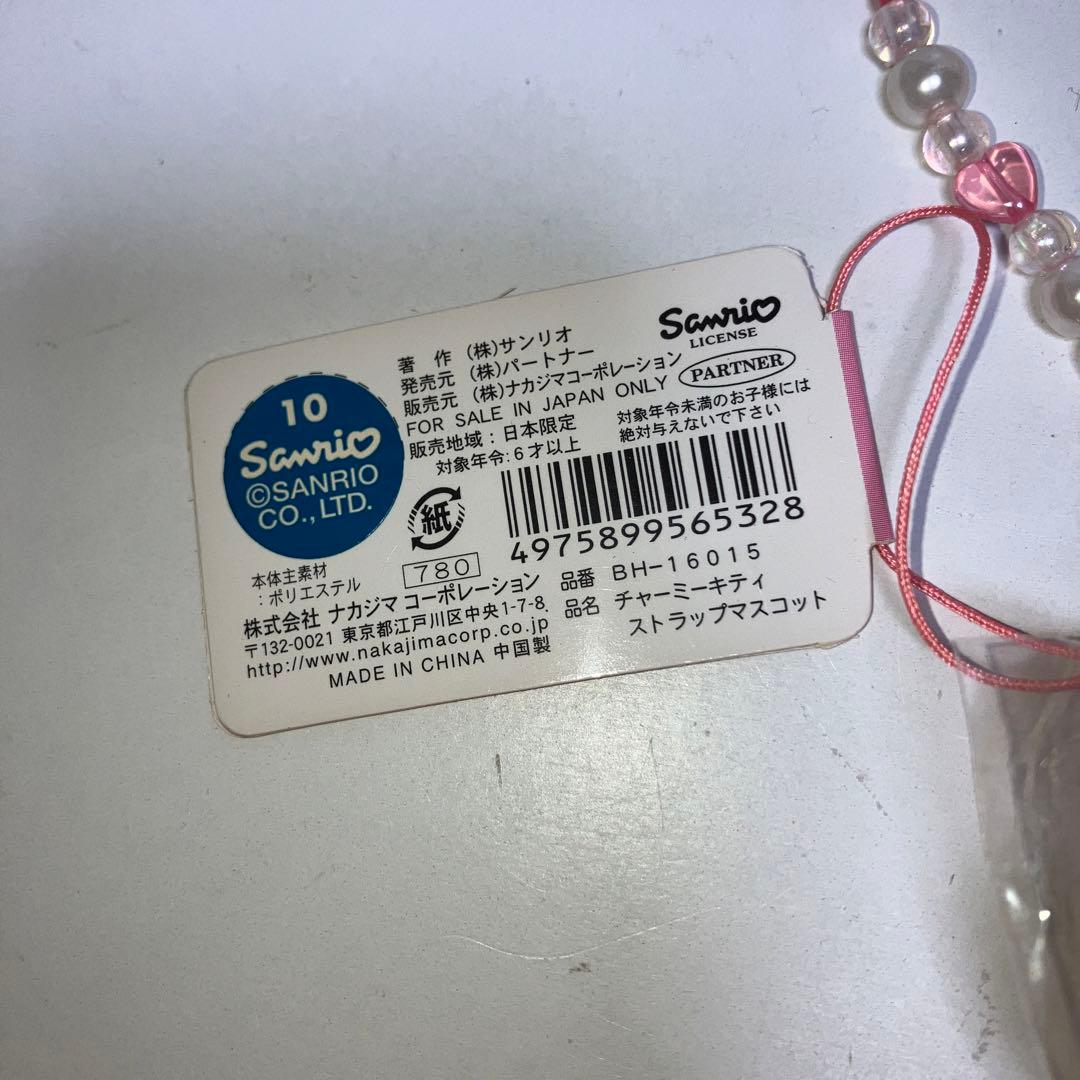 10
Sanrio
©SANRIO
CO., LTD.
著 作 (株)サンリオ
発売元 (株)パートナー
販売元 (株)ナカジマコーポレーション
FOR SALE IN JAPAN ONLY
販売地域：日本限定
対象年令:6才以上
Sanrio
LICENSE
PARTNER
対象年令未満のお子様には
絶対与えないで下さい
紙
4975899565328
780
本体主素材
：ポリエステル
株式会社 ナカジマコーポレーション
〒132-0021 東京都江戸川区中央1-7-8
http://www.nakajimacorp.co.jp
MADE IN CHINA 中国製
品番 BH-16015
品名 チャーミーキティ
ストラップマスコット